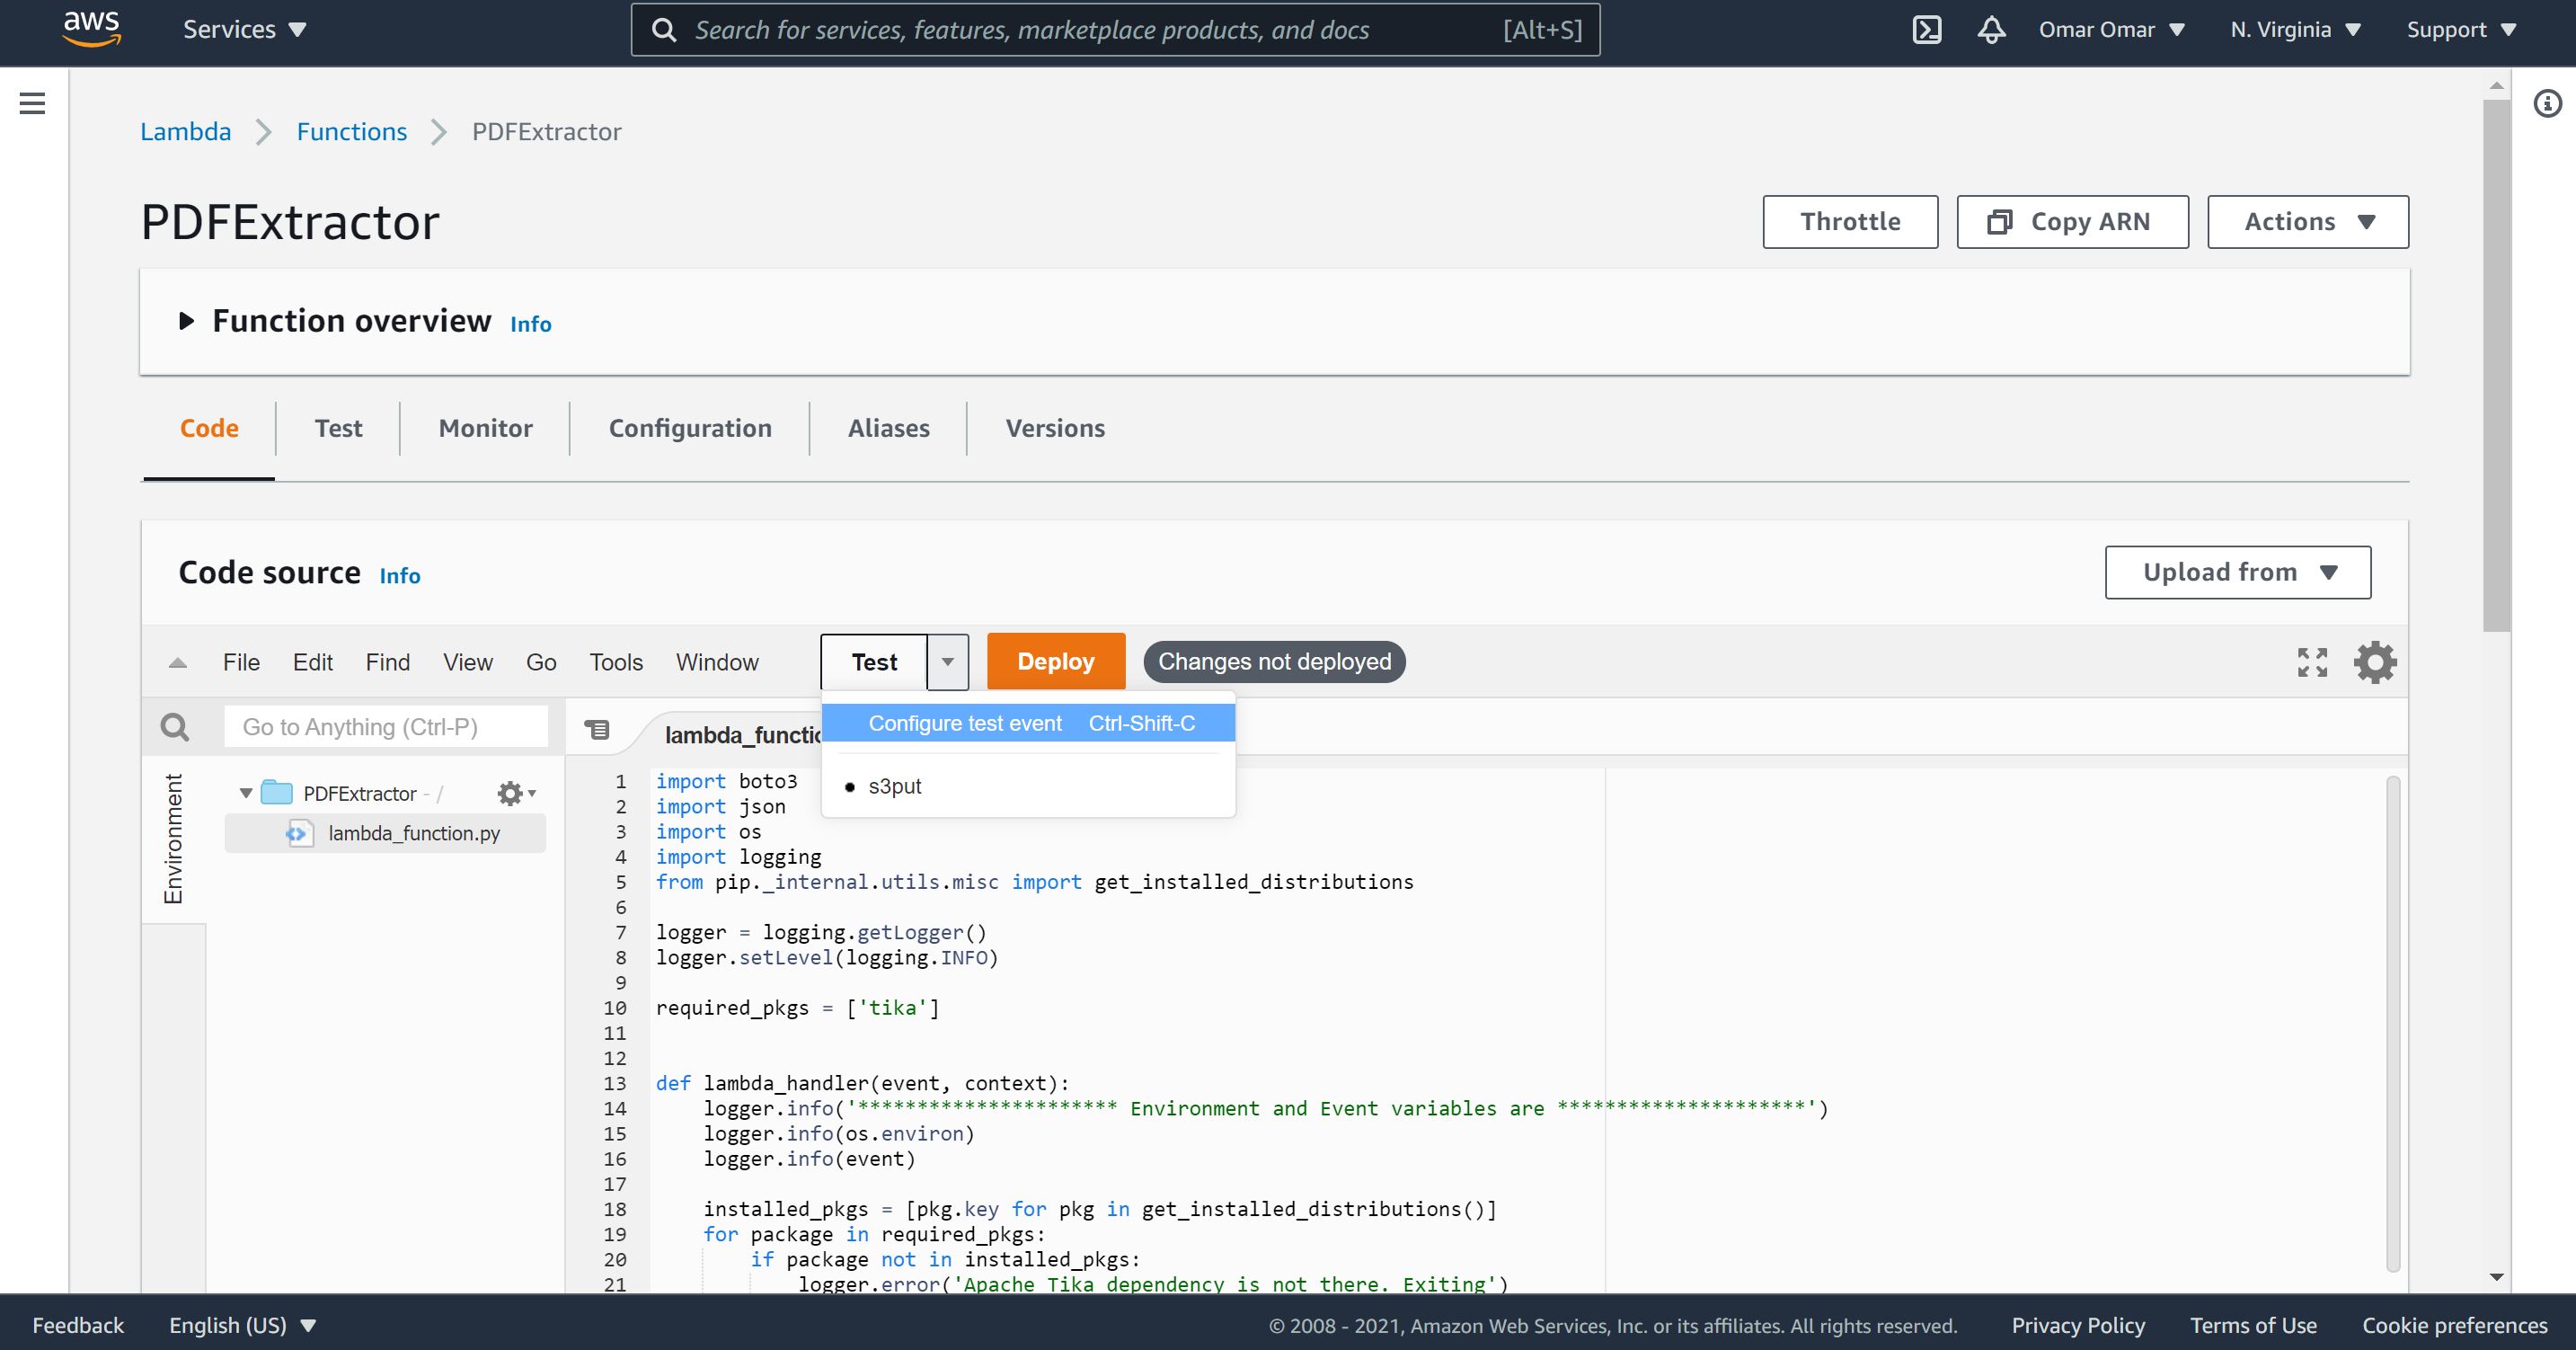 aws
Services
Search for services, features, marketplace products, and docs [Alt+S]
Omar Omar
N. Virginia
Support
Lambda > Functions > PDFExtractor
PDFExtractor
Throttle
Copy ARN
Actions
Function overview Info
Code
Test
Monitor
Configuration
Aliases
Versions
Code source Info
Upload from
File Edit Find View Go Tools Window
Test
Deploy
Changes not deployed
Go to Anything (Ctrl-P)
lambda_functio
Configure test event Ctrl-Shift-C
s3put
Environment
PDFExtractor - /
lambda_function.py
1 import boto3
2 import json
3 import os
4 import logging
5 from pip._internal.utils.misc import get_installed_distributions
6
7 logger = logging.getLogger()
8 logger.setLevel(logging.INFO)
9
10 required_pkgs = ['tika']
11
12
13 def lambda_handler(event, context):
14     logger.info('********************** Environment and Event variables are *********************')
15     logger.info(os.environ)
16     logger.info(event)
17
18     installed_pkgs = [pkg.key for pkg in get_installed_distributions()]
19     for package in required_pkgs:
20         if package not in installed_pkgs:
21             logger.error('Apache Tika dependency is not there. Exiting')
Feedback
English (US)
© 2008 - 2021, Amazon Web Services, Inc. or its affiliates. All rights reserved.
Privacy Policy
Terms of Use
Cookie preferences